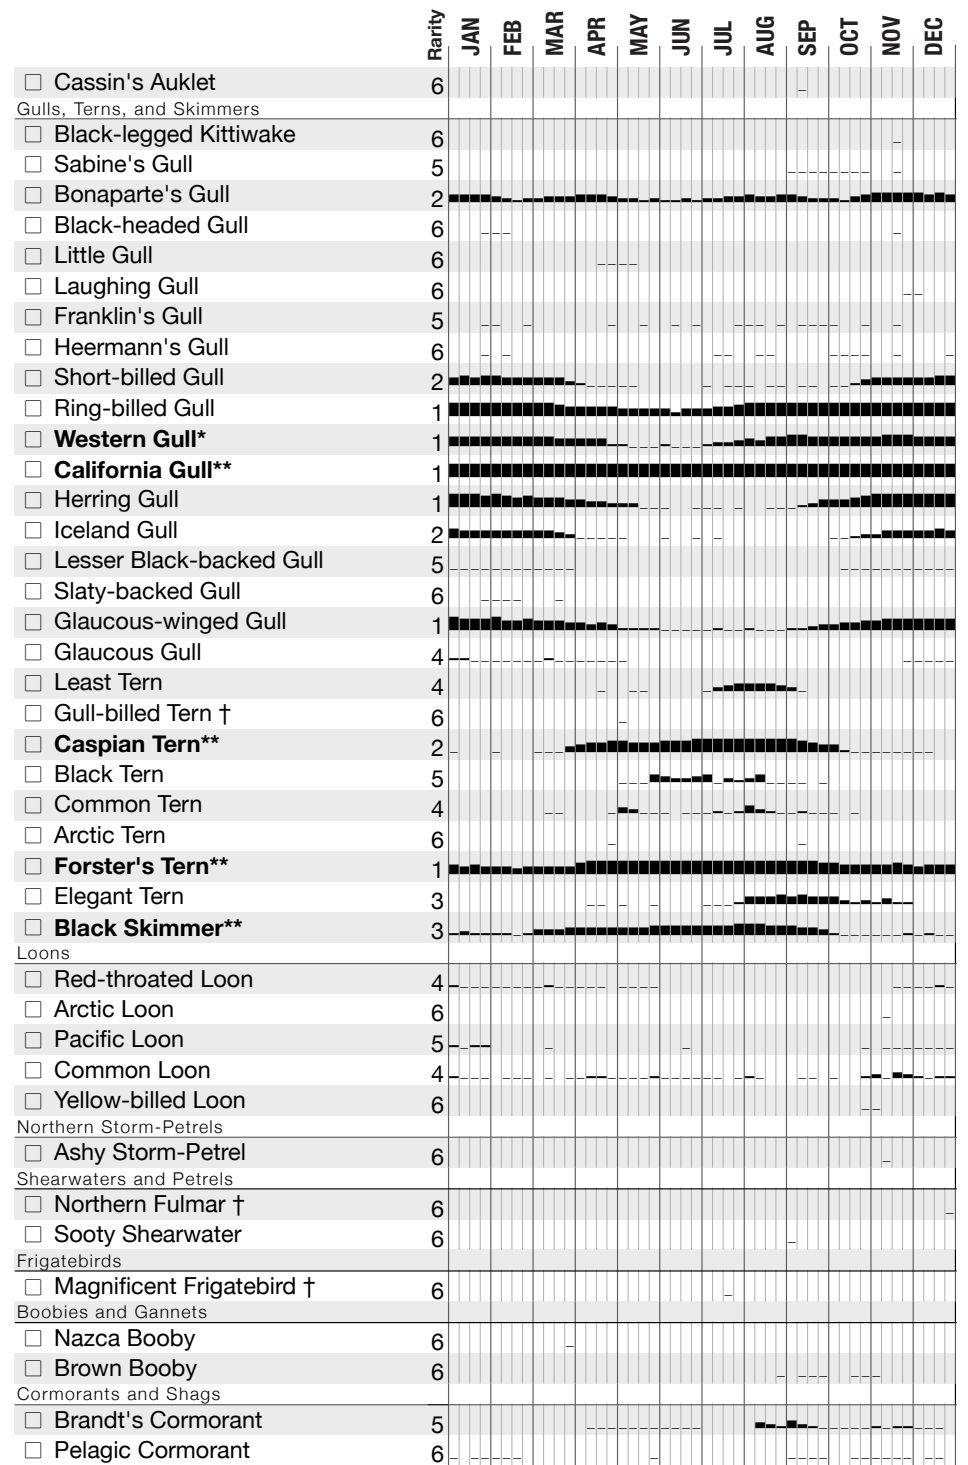 Rarity JAN FEB MAR APR MAY JUN JUL AUG SEP OCT NOV DEC
Cassin's Auklet 6
Gulls, Terns, and Skimmers
Black-legged Kittiwake 6
Sabine's Gull 5
Bonaparte's Gull 2
Black-headed Gull 6
Little Gull 6
Laughing Gull 6
Franklin's Gull 5
Heermann's Gull 6
Short-billed Gull 2
Ring-billed Gull 1
Western Gull* 1
California Gull** 1
Herring Gull 1
Iceland Gull 2
Lesser Black-backed Gull 5
Slaty-backed Gull 6
Glaucous-winged Gull 1
Glaucous Gull 4
Least Tern 4
Gull-billed Tern † 6
Caspian Tern** 2
Black Tern 5
Common Tern 4
Arctic Tern 6
Forster's Tern** 1
Elegant Tern 3
Black Skimmer** 3
Loons
Red-throated Loon 4
Arctic Loon 6
Pacific Loon 5
Common Loon 4
Yellow-billed Loon 6
Northern Storm-Petrels
Ashy Storm-Petrel 6
Shearwaters and Petrels
Northern Fulmar † 6
Sooty Shearwater 6
Frigatebirds
Magnificent Frigatebird † 6
Boobies and Gannets
Nazca Booby 6
Brown Booby 6
Cormorants and Shags
Brandt's Cormorant 5
Pelagic Cormorant 6